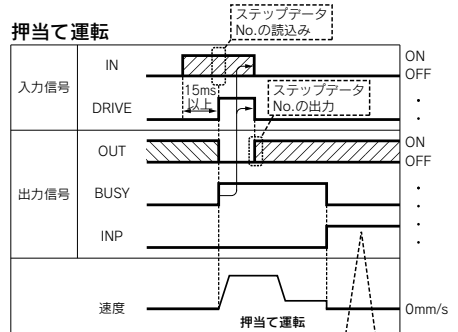 押当て運転
ステップデータ
No.の読込み
入力信号
IN
ON
OFF
15ms
以上
DRIVE
ステップデータ
No.の出力
出力信号
OUT
ON
OFF
BUSY
INP
速度
押当て運転
0mm/s